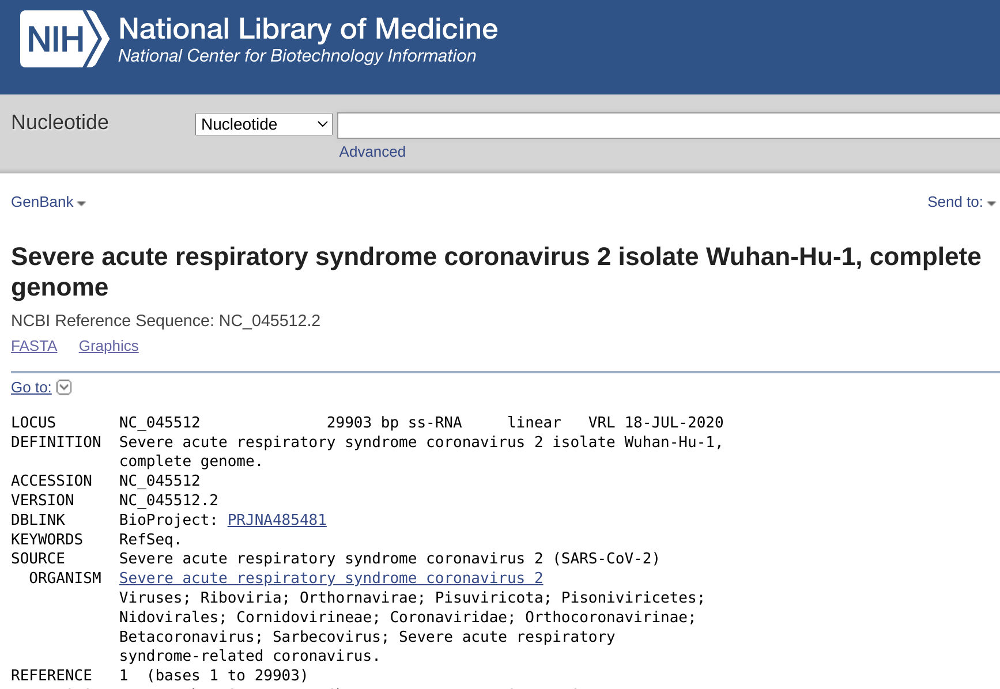 NIH National Library of Medicine
National Center for Biotechnology Information
Nucleotide Nucleotide
Advanced
GenBank Send to:
Severe acute respiratory syndrome coronavirus 2 isolate Wuhan-Hu-1, complete
genome
NCBI Reference Sequence: NC_045512.2
FASTA Graphics
Go to:
LOCUS NC_045512 29903 bp ss-RNA linear VRL 18-JUL-2020
DEFINITION Severe acute respiratory syndrome coronavirus 2 isolate Wuhan-Hu-1,
complete genome.
ACCESSION NC_045512
VERSION NC_045512.2
DBLINK BioProject: PRJNA485481
KEYWORDS RefSeq.
SOURCE Severe acute respiratory syndrome coronavirus 2 (SARS-CoV-2)
ORGANISM Severe acute respiratory syndrome coronavirus 2
Viruses; Riboviria; Orthornavirae; Pisuviricota; Pisoniviricetes;
Nidovirales; Cornidovirineae; Coronaviridae; Orthocoronavirinae;
Betacoronavirus; Sarbecovirus; Severe acute respiratory
syndrome-related coronavirus.
REFERENCE 1 (bases 1 to 29903)